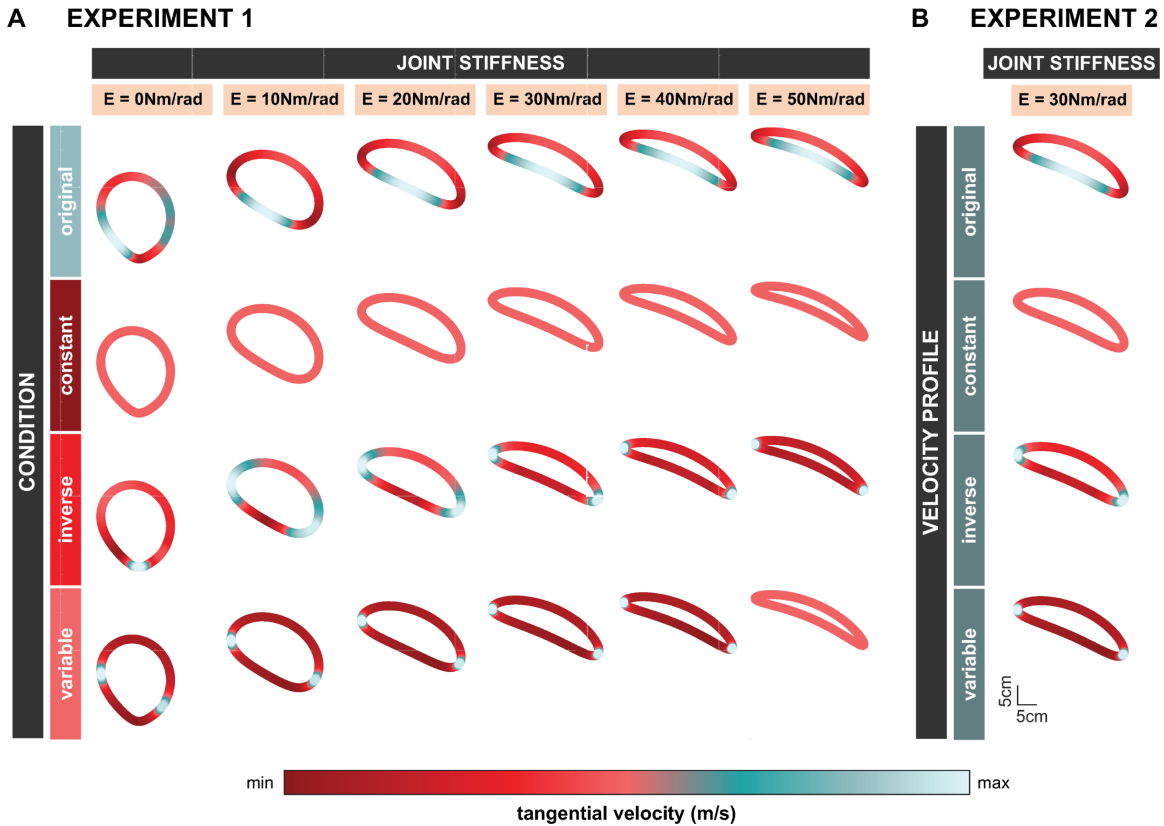 A EXPERIMENT 1
B EXPERIMENT 2
JOINT STIFFNESS
JOINT STIFFNESS
E = 0Nm/rad E = 10Nm/rad E = 20Nm/rad E = 30Nm/rad E = 40Nm/rad E = 50Nm/rad
E = 30Nm/rad
CONDITION
original
constant
inverse
variable
VELOCITY PROFILE
original
constant
inverse
variable
5cm
5cm
min
max
tangential velocity (m/s)